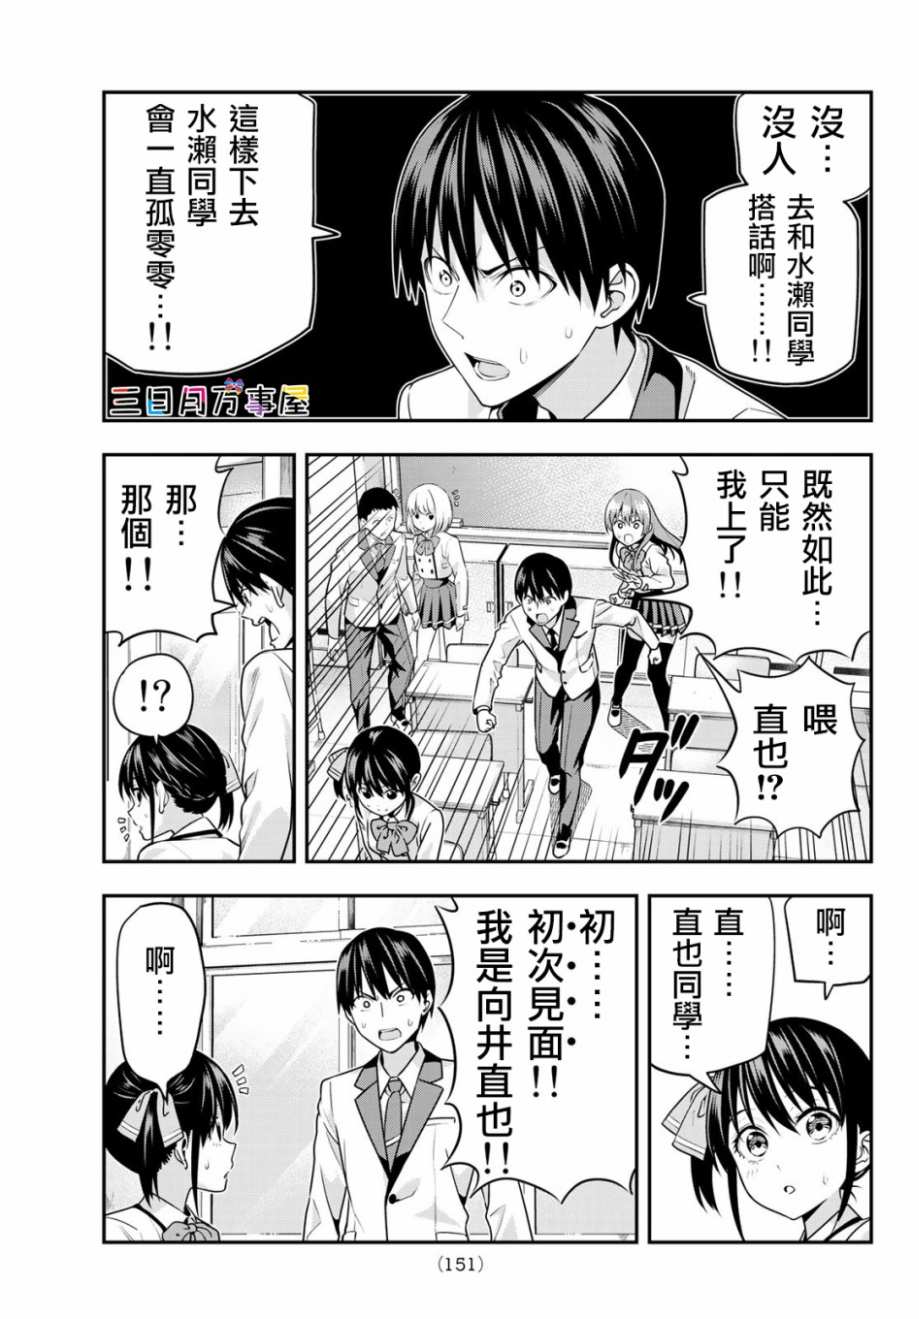 沒…
沒人
去和水瀨同學
搭話啊……!!
這樣下去
水瀨同學
會一直孤零零…!!
三日月万事屋
既然如此…
只能
我上了!!
喂
直也!?
ダッ
那…
那個!!
!?
啊……
直……
直也同學…
初……
初次見面!!
我是向井直也!!
啊……
(151)